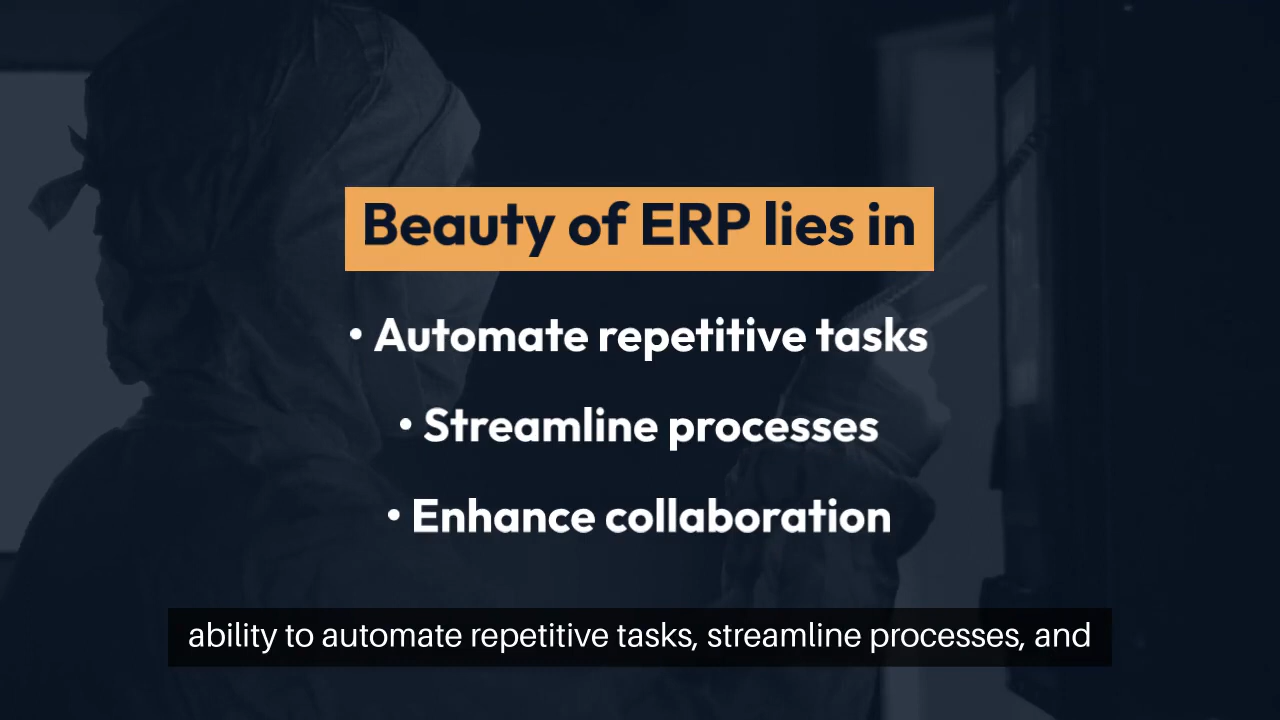 Beauty of ERP lies in
• Automate repetitive tasks
• Streamline processes
• Enhance collaboration
ability to automate repetitive tasks, streamline processes, and